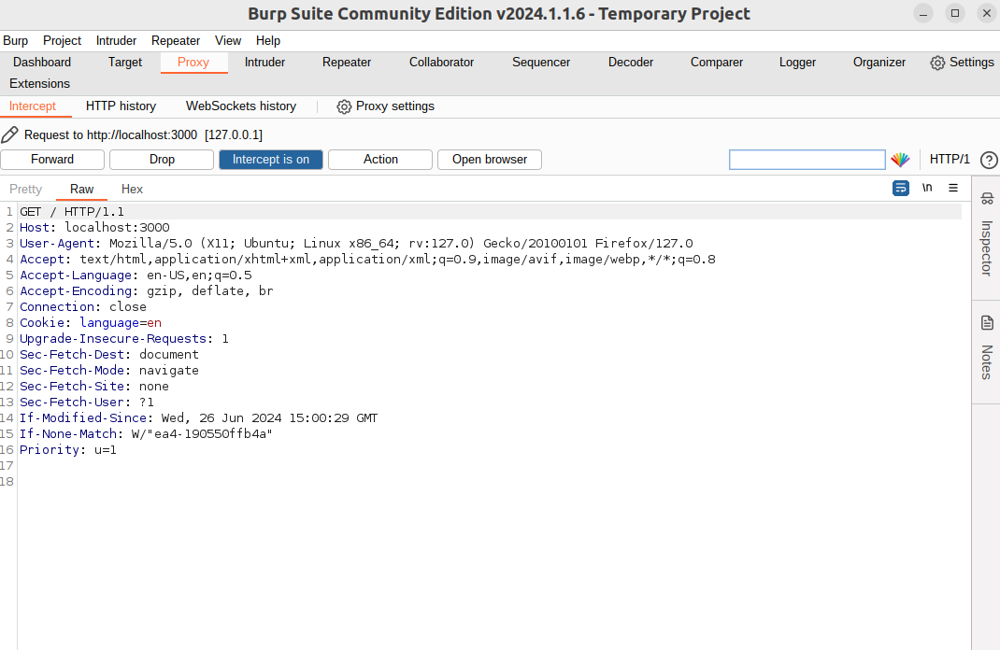 Burp Suite Community Edition v2024.1.1.6 - Temporary Project
Burp Project Intruder Repeater View Help
Dashboard Target Proxy Intruder Repeater Collaborator Sequencer Decoder Comparer Logger Organizer Settings
Extensions
Intercept HTTP history WebSockets history Proxy settings
Request to http://localhost:3000 [127.0.0.1]
Forward Drop Intercept is on Action Open browser HTTP/1 ?
Pretty Raw Hex \n
1 GET / HTTP/1.1
2 Host: localhost:3000
3 User-Agent: Mozilla/5.0 (X11; Ubuntu; Linux x86_64; rv:127.0) Gecko/20100101 Firefox/127.0
4 Accept: text/html,application/xhtml+xml,application/xml;q=0.9,image/avif,image/webp,*/*;q=0.8
5 Accept-Language: en-US,en;q=0.5
6 Accept-Encoding: gzip, deflate, br
7 Connection: close
8 Cookie: language=en
9 Upgrade-Insecure-Requests: 1
10 Sec-Fetch-Dest: document
11 Sec-Fetch-Mode: navigate
12 Sec-Fetch-Site: none
13 Sec-Fetch-User: ?1
14 If-Modified-Since: Wed, 26 Jun 2024 15:00:29 GMT
15 If-None-Match: W/"ea4-190550ffb4a"
16 Priority: u=1
17
18
Inspector
Notes